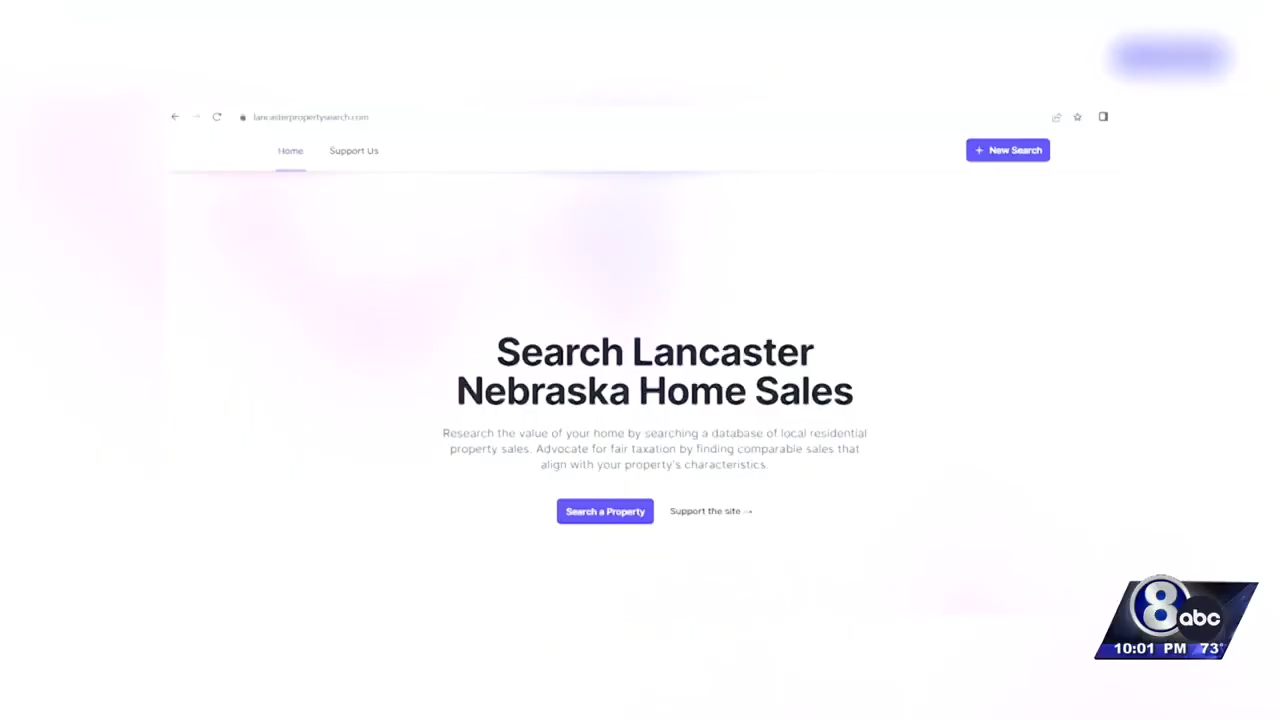 lancasterpropertysearch.com
Home Support Us
+ New Search
Search Lancaster
Nebraska Home Sales
Research the value of your home by searching a database of local residential
property sales. Advocate for fair taxation by finding comparable sales that
align with your property's characteristics.
Search a Property Support the site →
8 abc
10:01 PM 73°